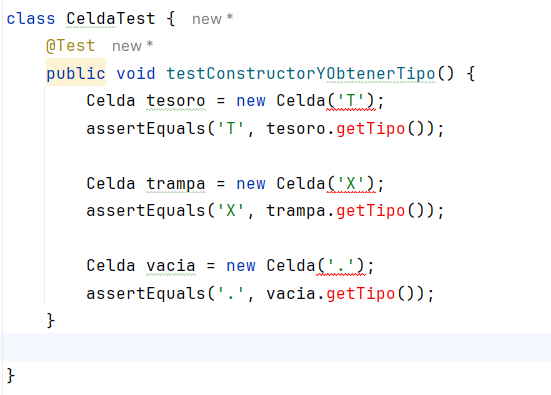 class CeldaTest { new *
@Test new *
public void testConstructorYObtenerTipo() {
Celda tesoro = new Celda('T');
assertEquals('T', tesoro.getTipo());
Celda trampa = new Celda('X');
assertEquals('X', trampa.getTipo());
Celda vacia = new Celda('.');
assertEquals('.', vacia.getTipo());
}
}